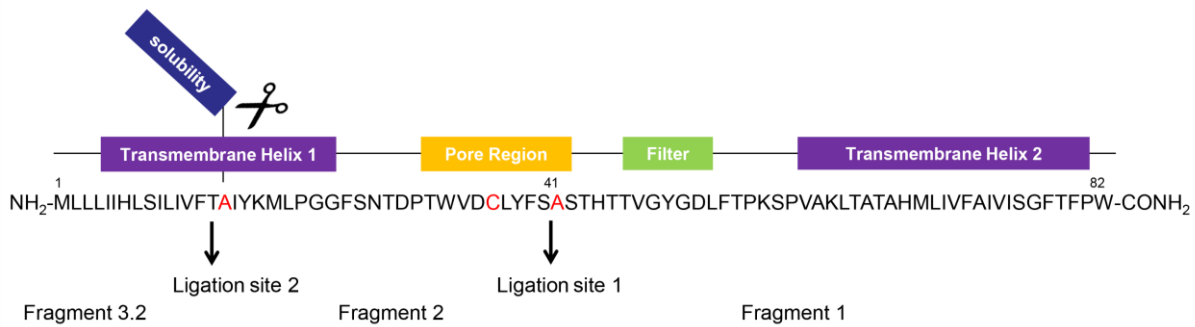 solubility
Transmembrane Helix 1 Pore Region Filter Transmembrane Helix 2
1 41 82
NH2-MLLLIIHLSILIVFTAIYKMLPGGFSNTDPTWVDCLYFSASTHTTVGYGDLFTPKSPVAKLTATAHMLIVFAIVISGFTFPW-CONH2
Ligation site 2 Ligation site 1
Fragment 3.2 Fragment 2 Fragment 1